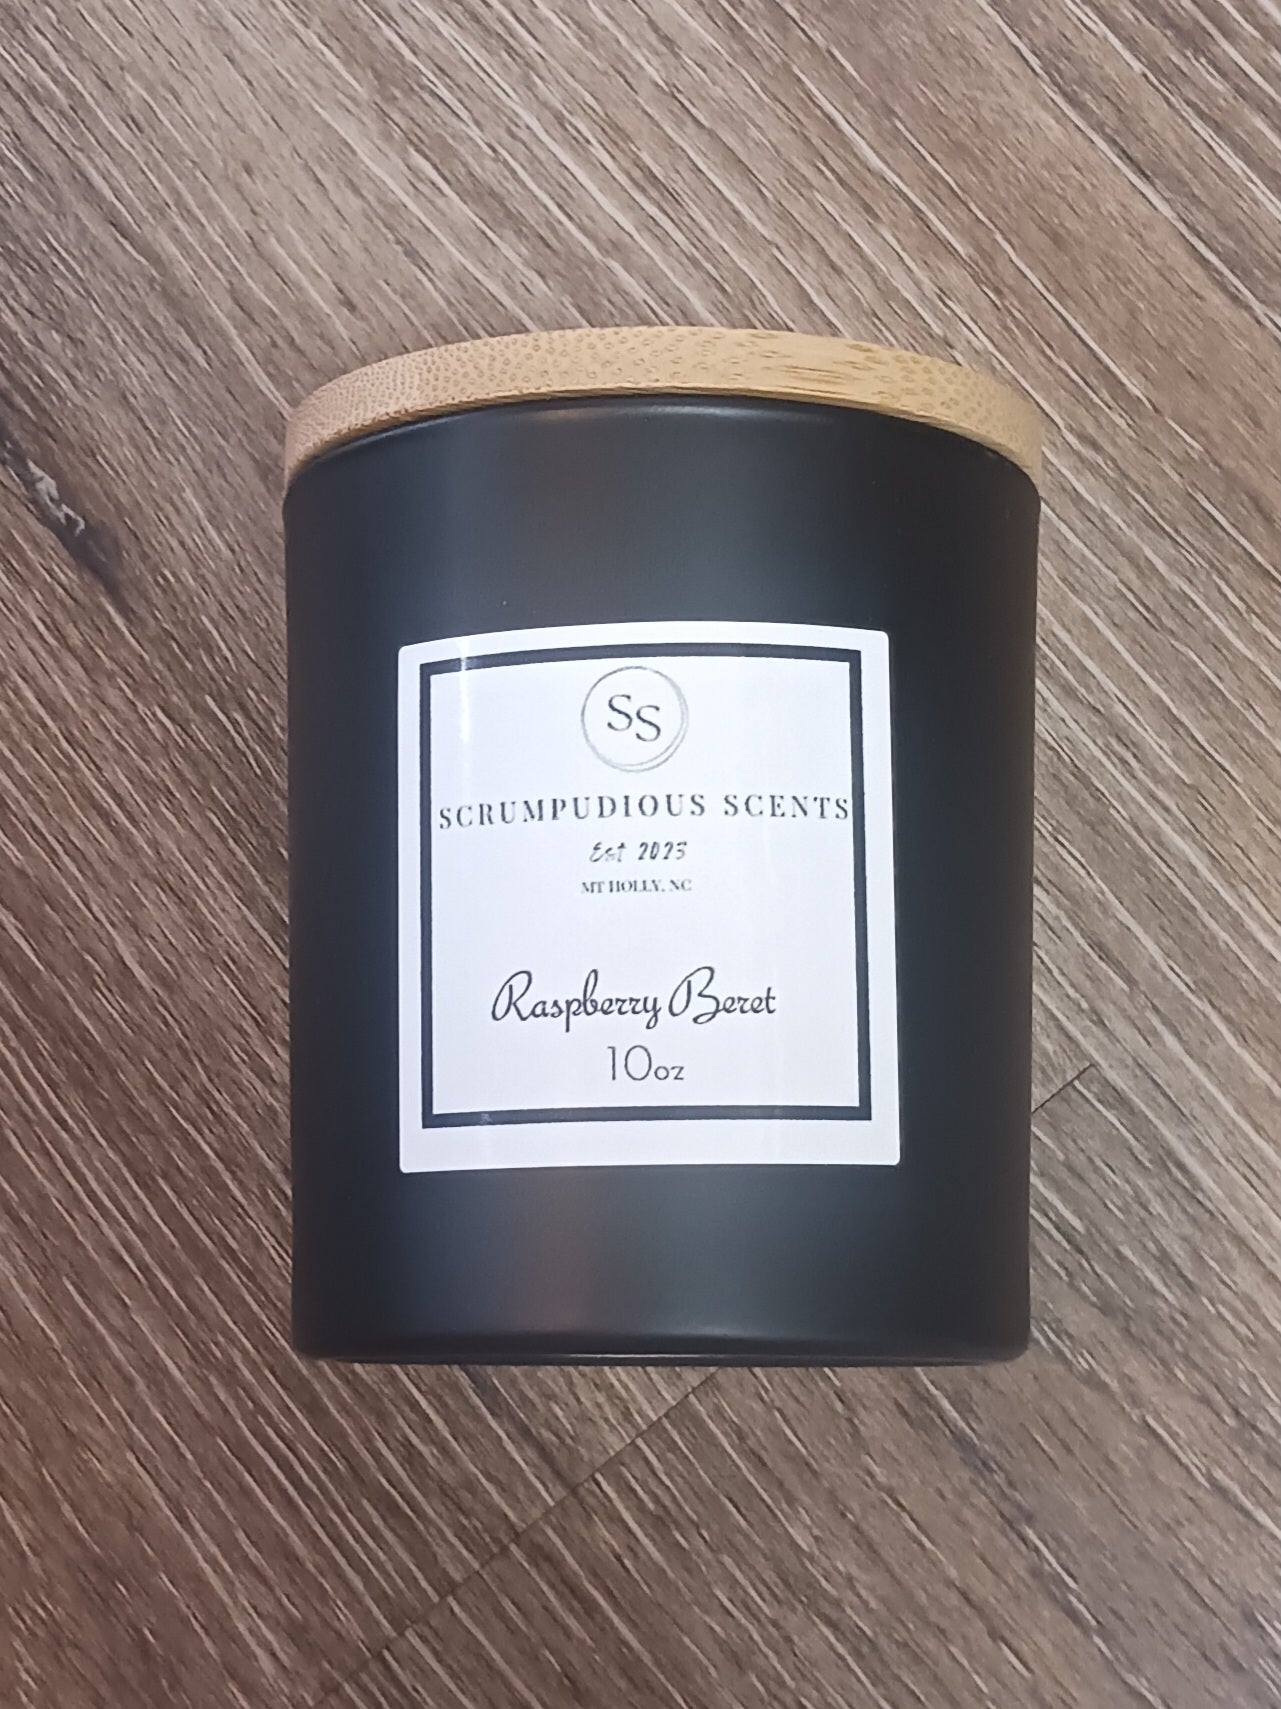 SS
SCRUMPUDIOUS SCENTS
Est 2023
MT HOLLY, NC
Raspberry Beret
10oz